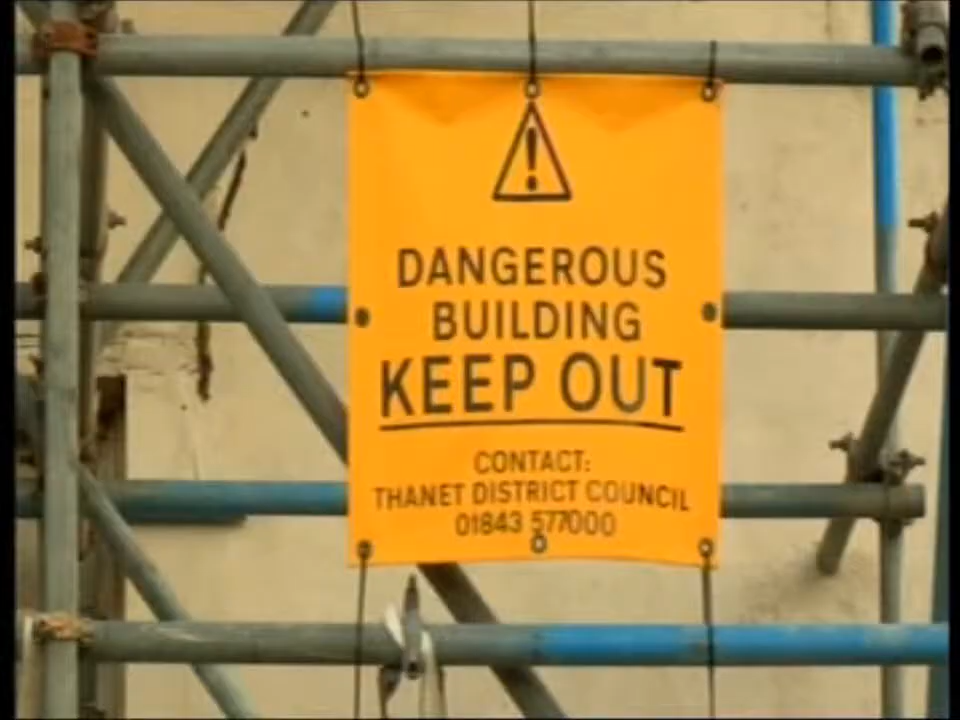 DANGEROUS
BUILDING
KEEP OUT
CONTACT:
THANET DISTRICT COUNCIL
01843 577000